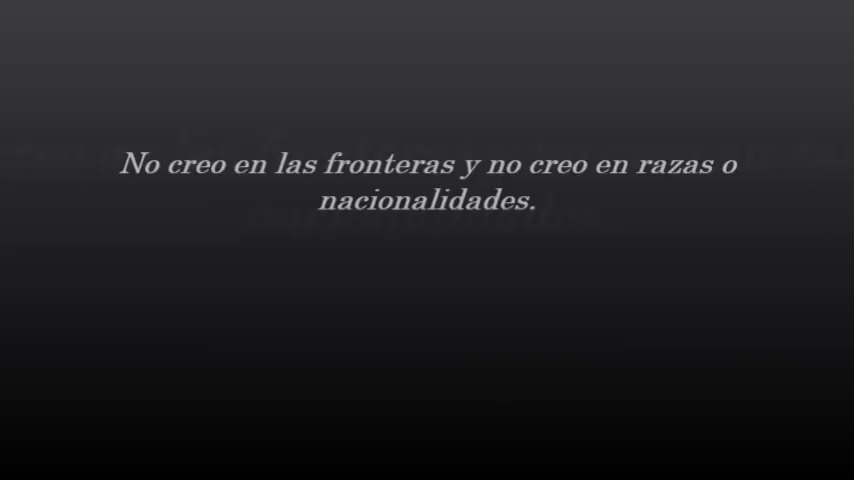 No creo en las fronteras y no creo en razas o
nacionalidades.